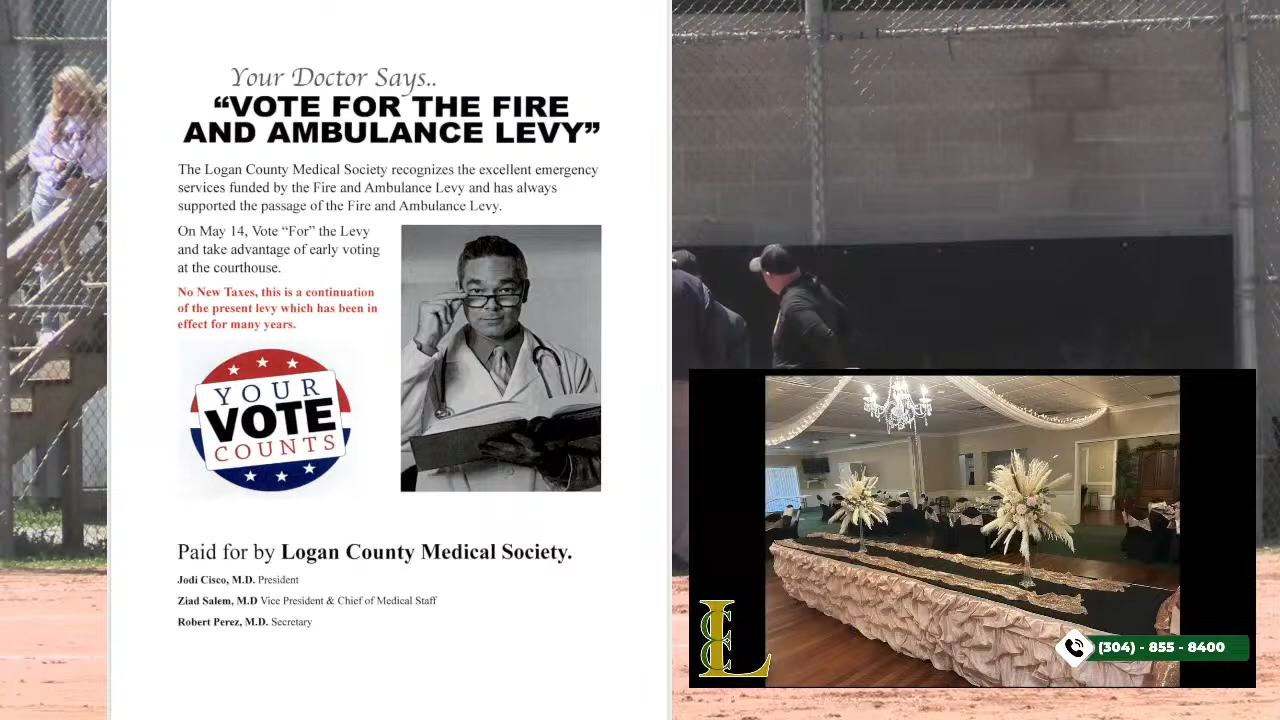 Your Doctor Says..
“VOTE FOR THE FIRE
AND AMBULANCE LEVY”
The Logan County Medical Society recognizes the excellent emergency
services funded by the Fire and Ambulance Levy and has always
supported the passage of the Fire and Ambulance Levy.
On May 14, Vote “For” the Levy
and take advantage of early voting
at the courthouse.
No New Taxes, this is a continuation
of the present levy which has been in
effect for many years.
YOUR
VOTE
COUNTS
Paid for by Logan County Medical Society.
Jodi Cisco, M.D. President
Ziad Salem, M.D Vice President & Chief of Medical Staff
Robert Perez, M.D. Secretary
(304) - 855 - 8400